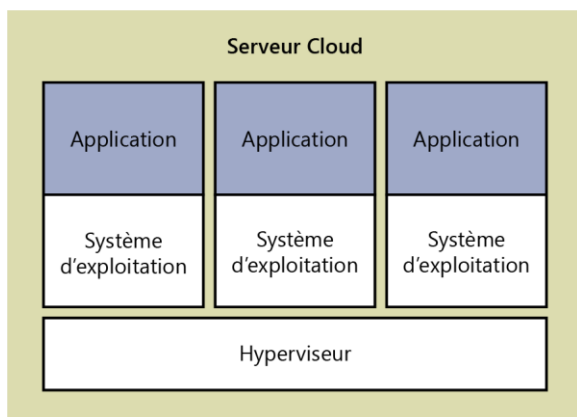 Serveur Cloud
Application
Application
Application
Système
d'exploitation
Système
d'exploitation
Système
d'exploitation
Hyperviseur